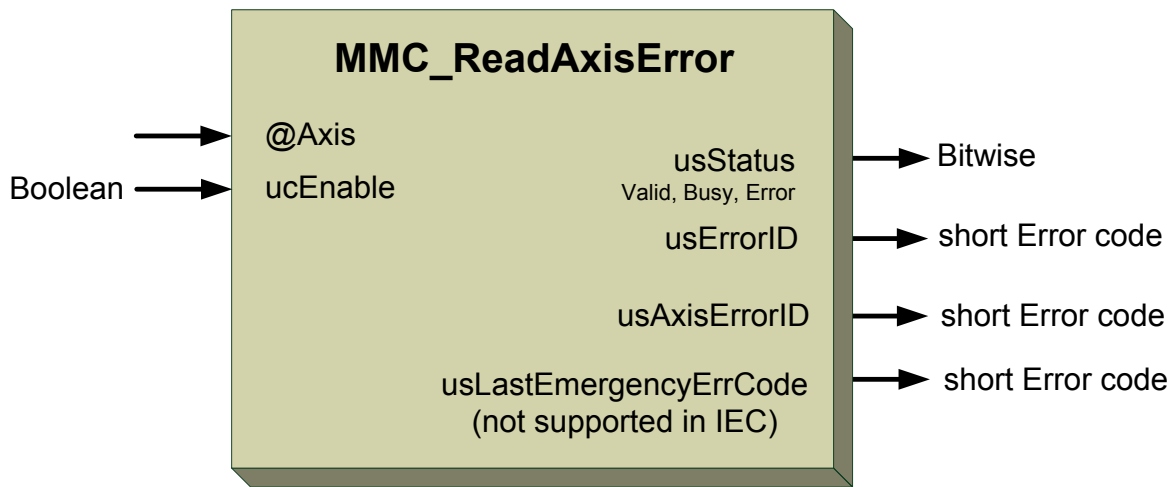 MMC_ReadAxisError
@Axis
Boolean
ucEnable
usStatus
Valid, Busy, Error
Bitwise
usErrorID
short Error code
usAxisErrorID
short Error code
usLastEmergencyErrCode
(not supported in IEC)
short Error code